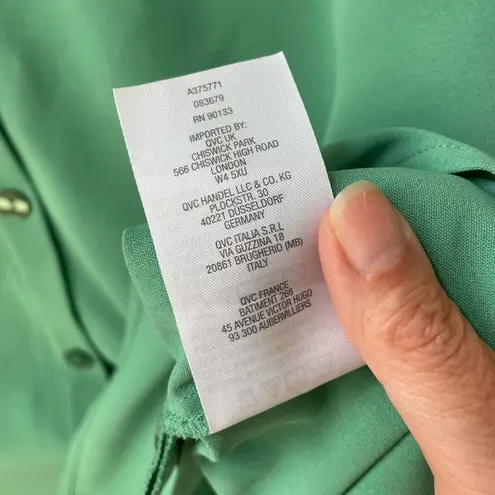 A375771
083679
RN 90133
IMPORTED BY:
QVC UK
CHISWICK PARK
566 CHISWICK HIGH ROAD
LONDON
W4 5XU
QVC HANDEL LLC & CO. KG
PLOCKSTR. 30
40221 DÜSSELDORF
GERMANY
QVC ITALIA S.R.L
VIA GUZZINA 18
20861 BRUGHERIO (MB)
ITALY
QVC FRANCE
BATIMENT 266
45 AVENUE VICTOR HUGO
93 300 AUBERVILLIERS